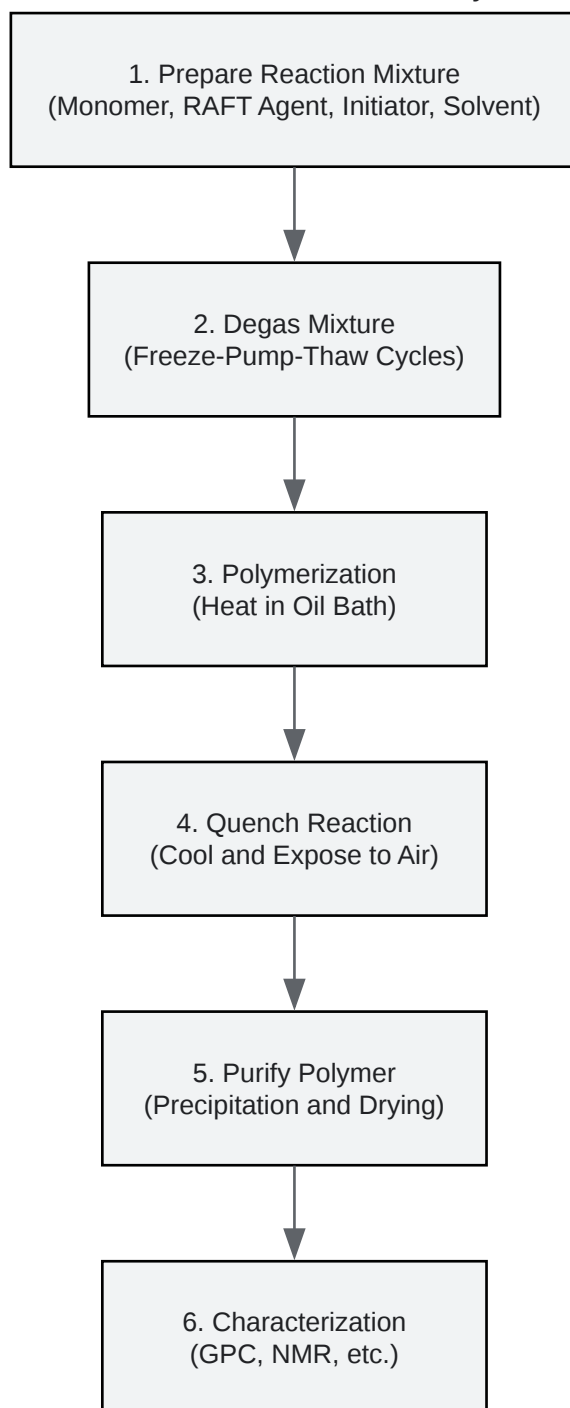 1. Prepare Reaction Mixture
(Monomer, RAFT Agent, Initiator, Solvent)
2. Degas Mixture
(Freeze-Pump-Thaw Cycles)
3. Polymerization
(Heat in Oil Bath)
4. Quench Reaction
(Cool and Expose to Air)
5. Purify Polymer
(Precipitation and Drying)
6. Characterization
(GPC, NMR, etc.)